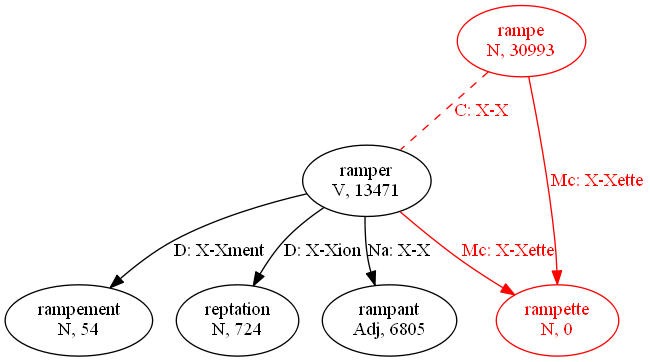 rampe
N, 30993
C: X-X
ramper
V, 13471
Mc: X-Xette
D: X-Xment
D: X-Xion
Na: X-X
Mc: X-Xette
rampement
N, 54
reptation
N, 724
rampant
Adj, 6805
rampette
N, 0